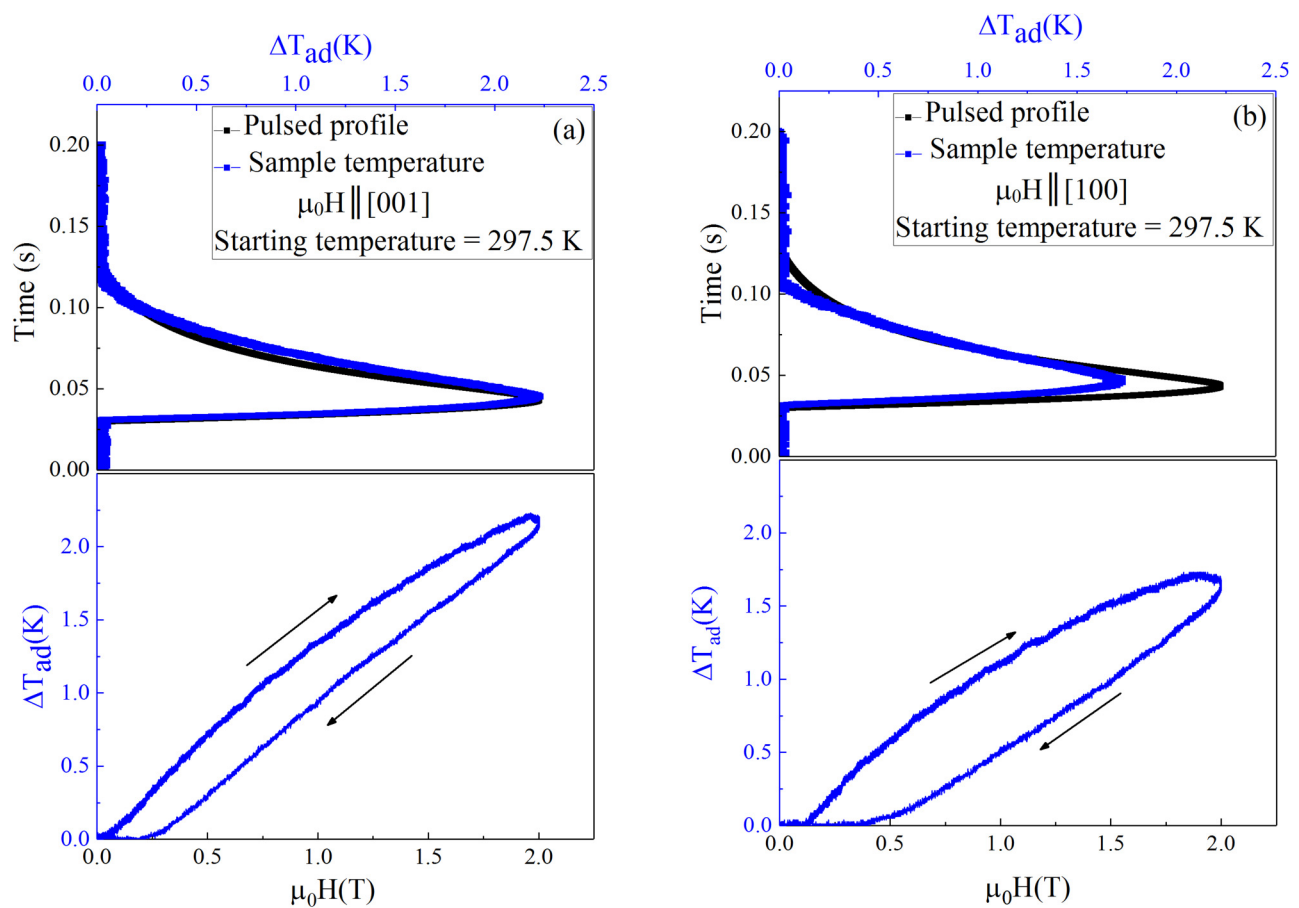 ΔTad(K)
0.0 0.5 1.0 1.5 2.0 2.5
Pulsed profile
(a)
Sample temperature
μ0H‖[001]
Starting temperature = 297.5 K
Time (s)
0.20
0.15
0.10
0.05
0.00
ΔTad(K)
2.0
1.5
1.0
0.5
0.0
0.0 0.5 1.0 1.5 2.0
μ0H(T)
ΔTad(K)
0.0 0.5 1.0 1.5 2.0 2.5
Pulsed profile
(b)
Sample temperature
μ0H‖[100]
Starting temperature = 297.5 K
Time (s)
0.20
0.15
0.10
0.05
0.00
ΔTad(K)
2.0
1.5
1.0
0.5
0.0
0.0 0.5 1.0 1.5 2.0
μ0H(T)